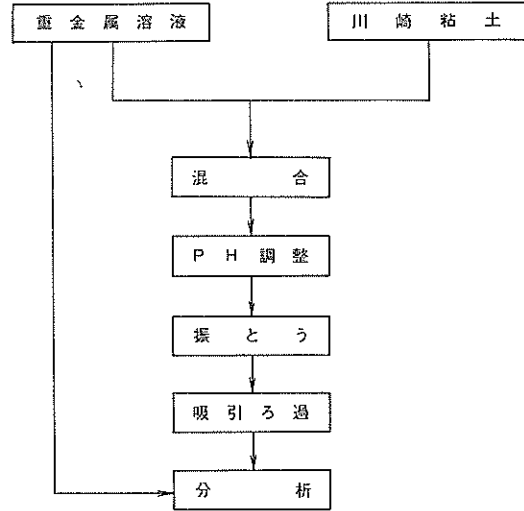 重金属溶液
川崎粘土
混合
PH調整
振とう
吸引ろ過
分析